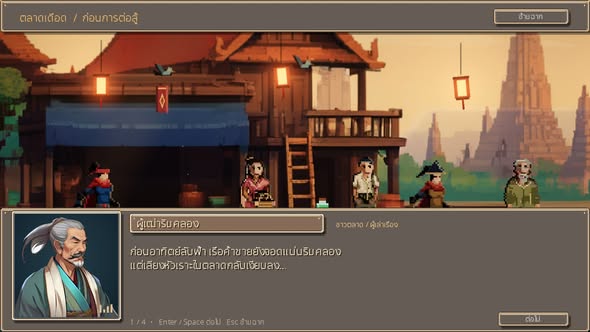 ตลาดเดือด / ก่อนการต่อสู้
ข้ามฉาก
ผู้เฒ่าริมคลอง
ชาวตลาด / ผู้เล่าเรื่อง
ก่อนอาทิตย์ลับฟ้า เรือค้าขายยังจอดแน่นริมคลอง
แต่เสียงหัวเราะในตลาดกลับเงียบลง...
1 / 4 · Enter / Space ต่อไป Esc ข้ามฉาก
ต่อไป